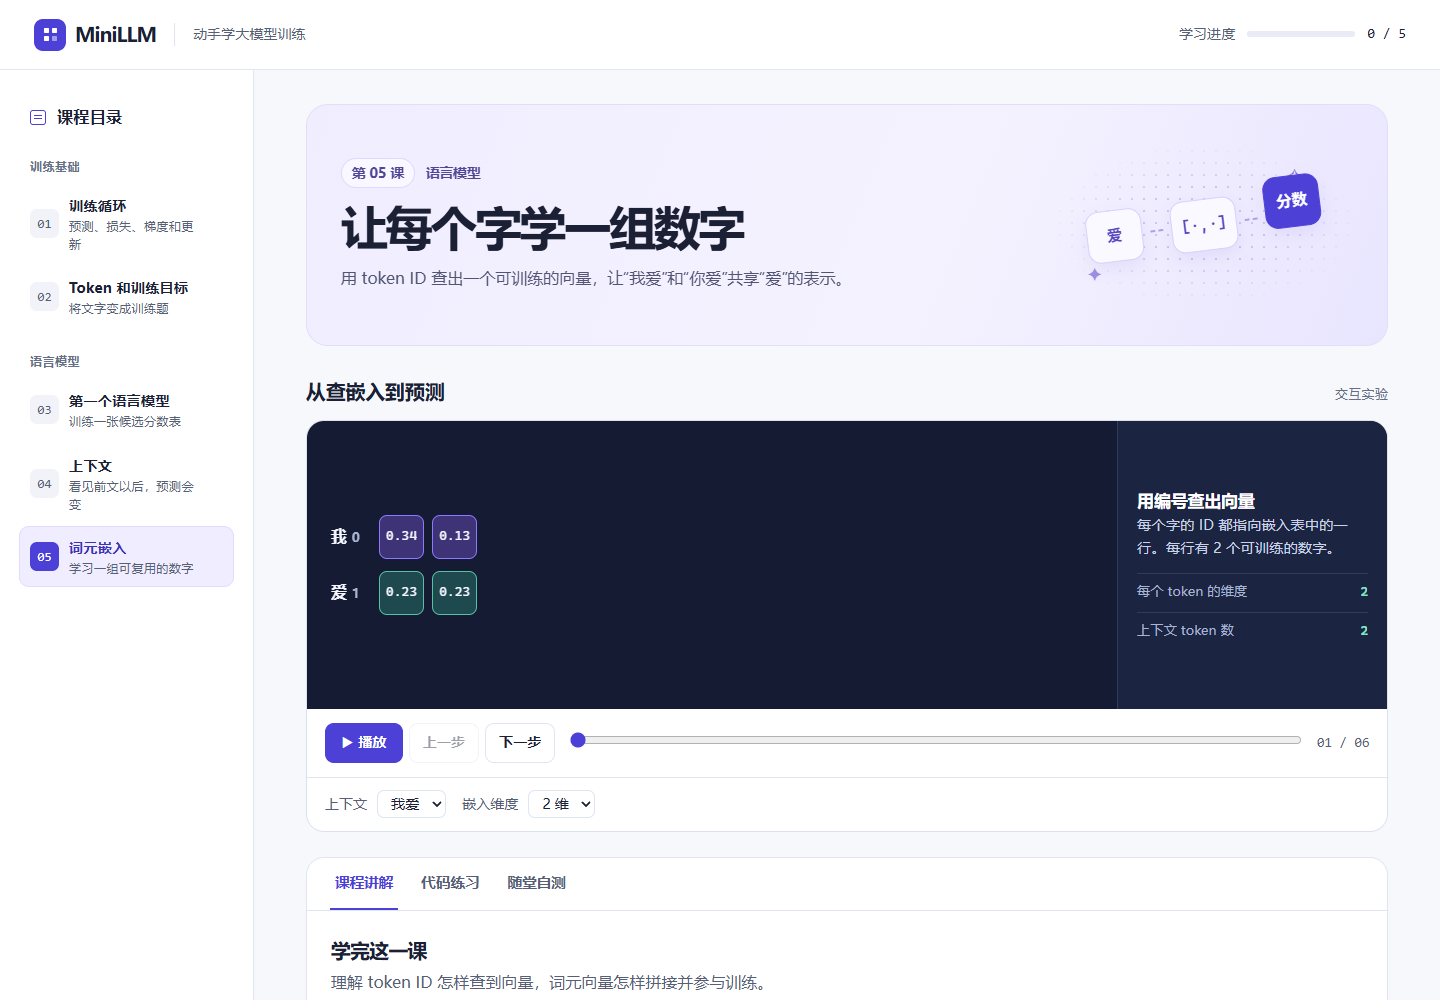 MiniLLM
动手学大模型训练
学习进度
0 / 5
课程目录
训练基础
01
训练循环
预测、损失、梯度和更
新
02
Token 和训练目标
将文字变成训练题
语言模型
03
第一个语言模型
训练一张候选分数表
04
上下文
看见前文以后，预测会
变
05
词元嵌入
学习一组可复用的数字
第 05 课
语言模型
让每个字学一组数字
用 token ID 查出一个可训练的向量，让“我爱”和“你爱”共享“爱”的表示。
爱
[·,·]
分数
从查嵌入到预测
交互实验
我 0
0.34
0.13
爱 1
0.23
0.23
用编号查出向量
每个字的 ID 都指向嵌入表中的一
行。每行有 2 个可训练的数字。
每个 token 的维度
2
上下文 token 数
2
▶ 播放
上一步
下一步
01 / 06
上下文
我爱
嵌入维度
2 维
课程讲解
代码练习
随堂自测
学完这一课
理解 token ID 怎样查到向量，词元向量怎样拼接并参与训练。